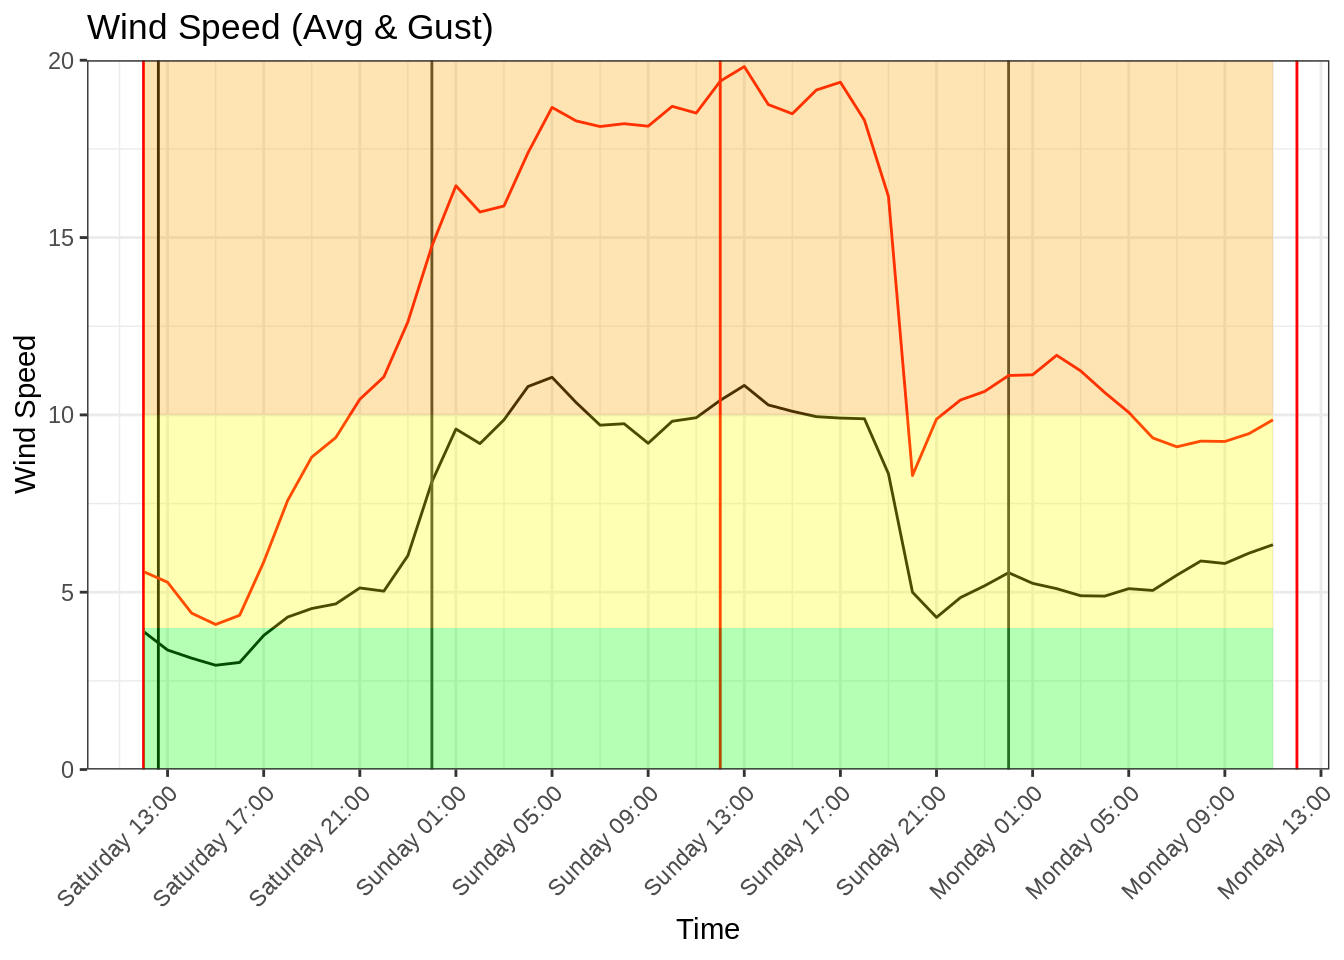 Wind Speed (Avg & Gust)
20
15
10
5
0
Wind Speed
Saturday 13:00
Saturday 17:00
Saturday 21:00
Sunday 01:00
Sunday 05:00
Sunday 09:00
Sunday 13:00
Sunday 17:00
Sunday 21:00
Monday 01:00
Monday 05:00
Monday 09:00
Monday 13:00
Time